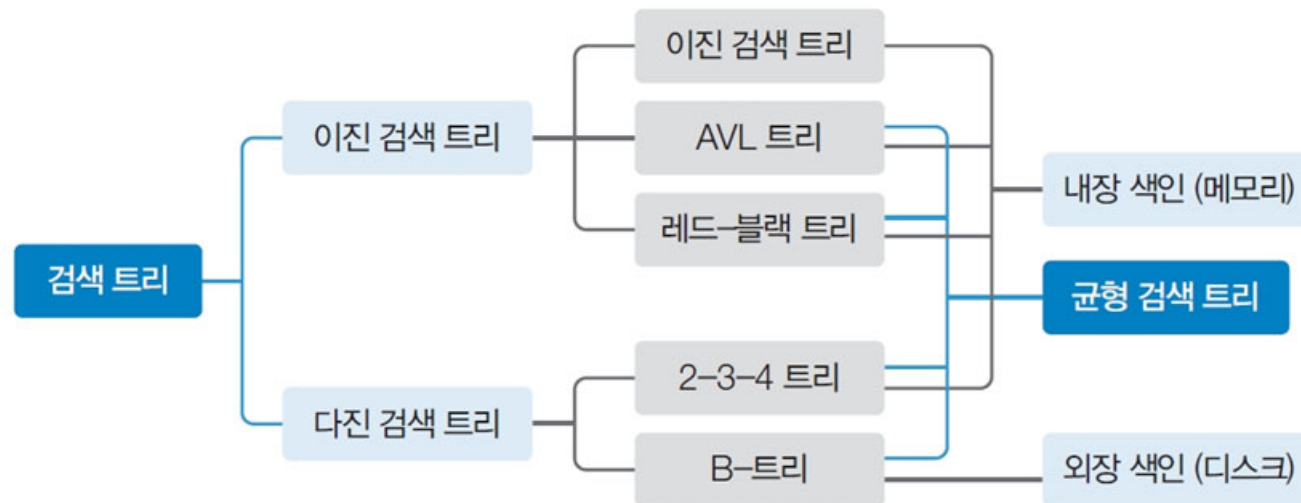 검색 트리
이진 검색 트리
다진 검색 트리
이진 검색 트리
AVL 트리
레드-블랙 트리
2-3-4 트리
B-트리
내장 색인 (메모리)
균형 검색 트리
외장 색인 (디스크)